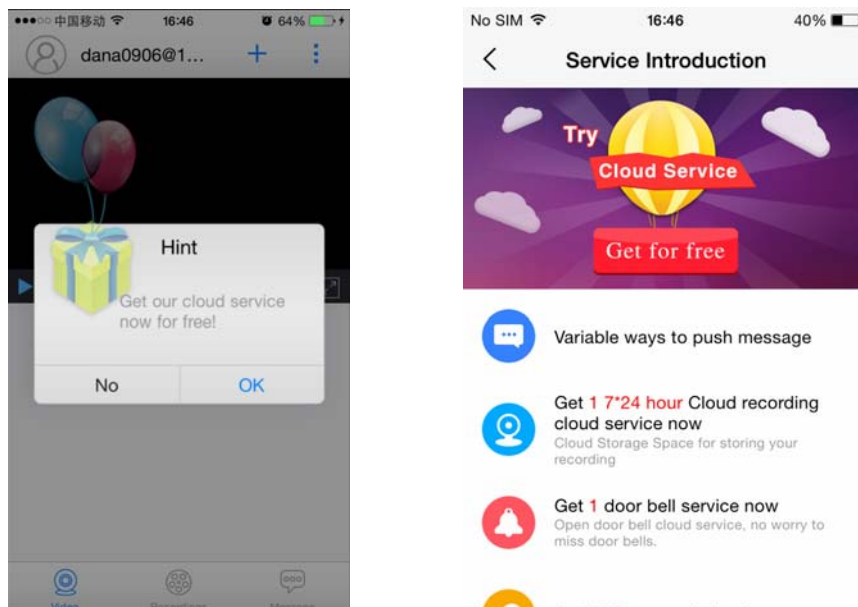 中国移动 16:46 64%
dana0906@1...
Hint
Get our cloud service
now for free!
No OK
Video Recordings Message
No SIM 16:46 40%
Service Introduction
Try
Cloud Service
Get for free
Variable ways to push message
Get 1 7*24 hour Cloud recording
cloud service now
Cloud Storage Space for storing your
recording
Get 1 door bell service now
Open door bell cloud service, no worry to
miss door bells.